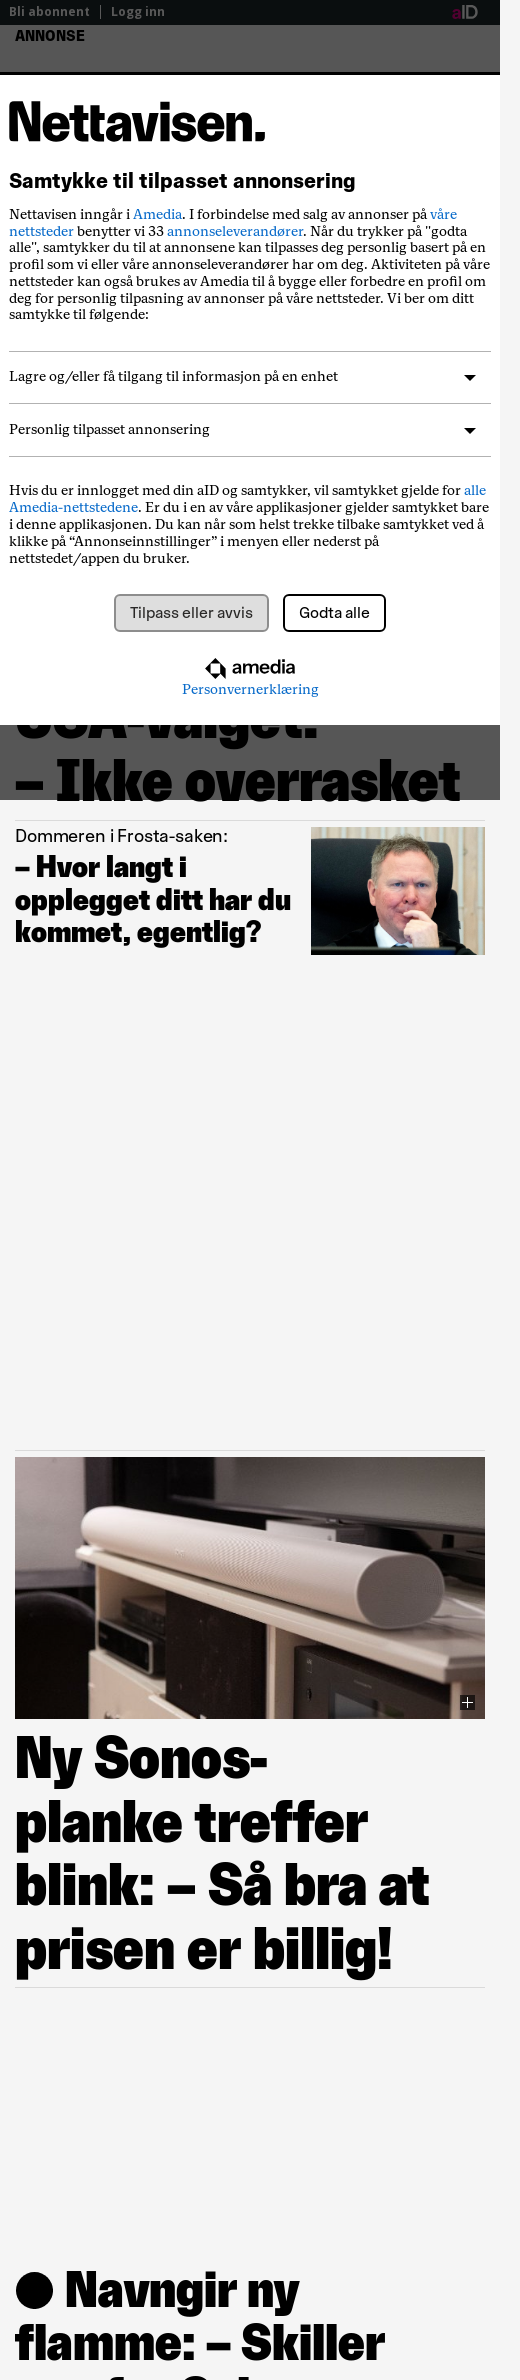 Bli abonnent | Logg inn aID
ANNONSE
Nettavisen.
Samtykke til tilpasset annonsering
Nettavisen inngår i Amedia. I forbindelse med salg av annonser på våre
nettsteder benytter vi 33 annonseleverandører. Når du trykker på "godta
alle", samtykker du til at annonsene kan tilpasses deg personlig basert på en
profil som vi eller våre annonseleverandører har om deg. Aktiviteten på våre
nettsteder kan også brukes av Amedia til å bygge eller forbedre en profil om
deg for personlig tilpasning av annonser på våre nettsteder. Vi ber om ditt
samtykke til følgende:
Lagre og/eller få tilgang til informasjon på en enhet
Personlig tilpasset annonsering
Hvis du er innlogget med din aID og samtykker, vil samtykket gjelde for alle
Amedia-nettstedene. Er du i en av våre applikasjoner gjelder samtykket bare
i denne applikasjonen. Du kan når som helst trekke tilbake samtykket ved å
klikke på “Annonseinnstillinger” i menyen eller nederst på
nettstedet/appen du bruker.
Tilpass eller avvis Godta alle
amedia
Personvernerklæring
USA-valget:
– Ikke overrasket
Dommeren i Frosta-saken:
– Hvor langt i
opplegget ditt har du
kommet, egentlig?
Ny Sonos-
planke treffer
blink: – Så bra at
prisen er billig!
● Navngir ny
flamme: – Skiller